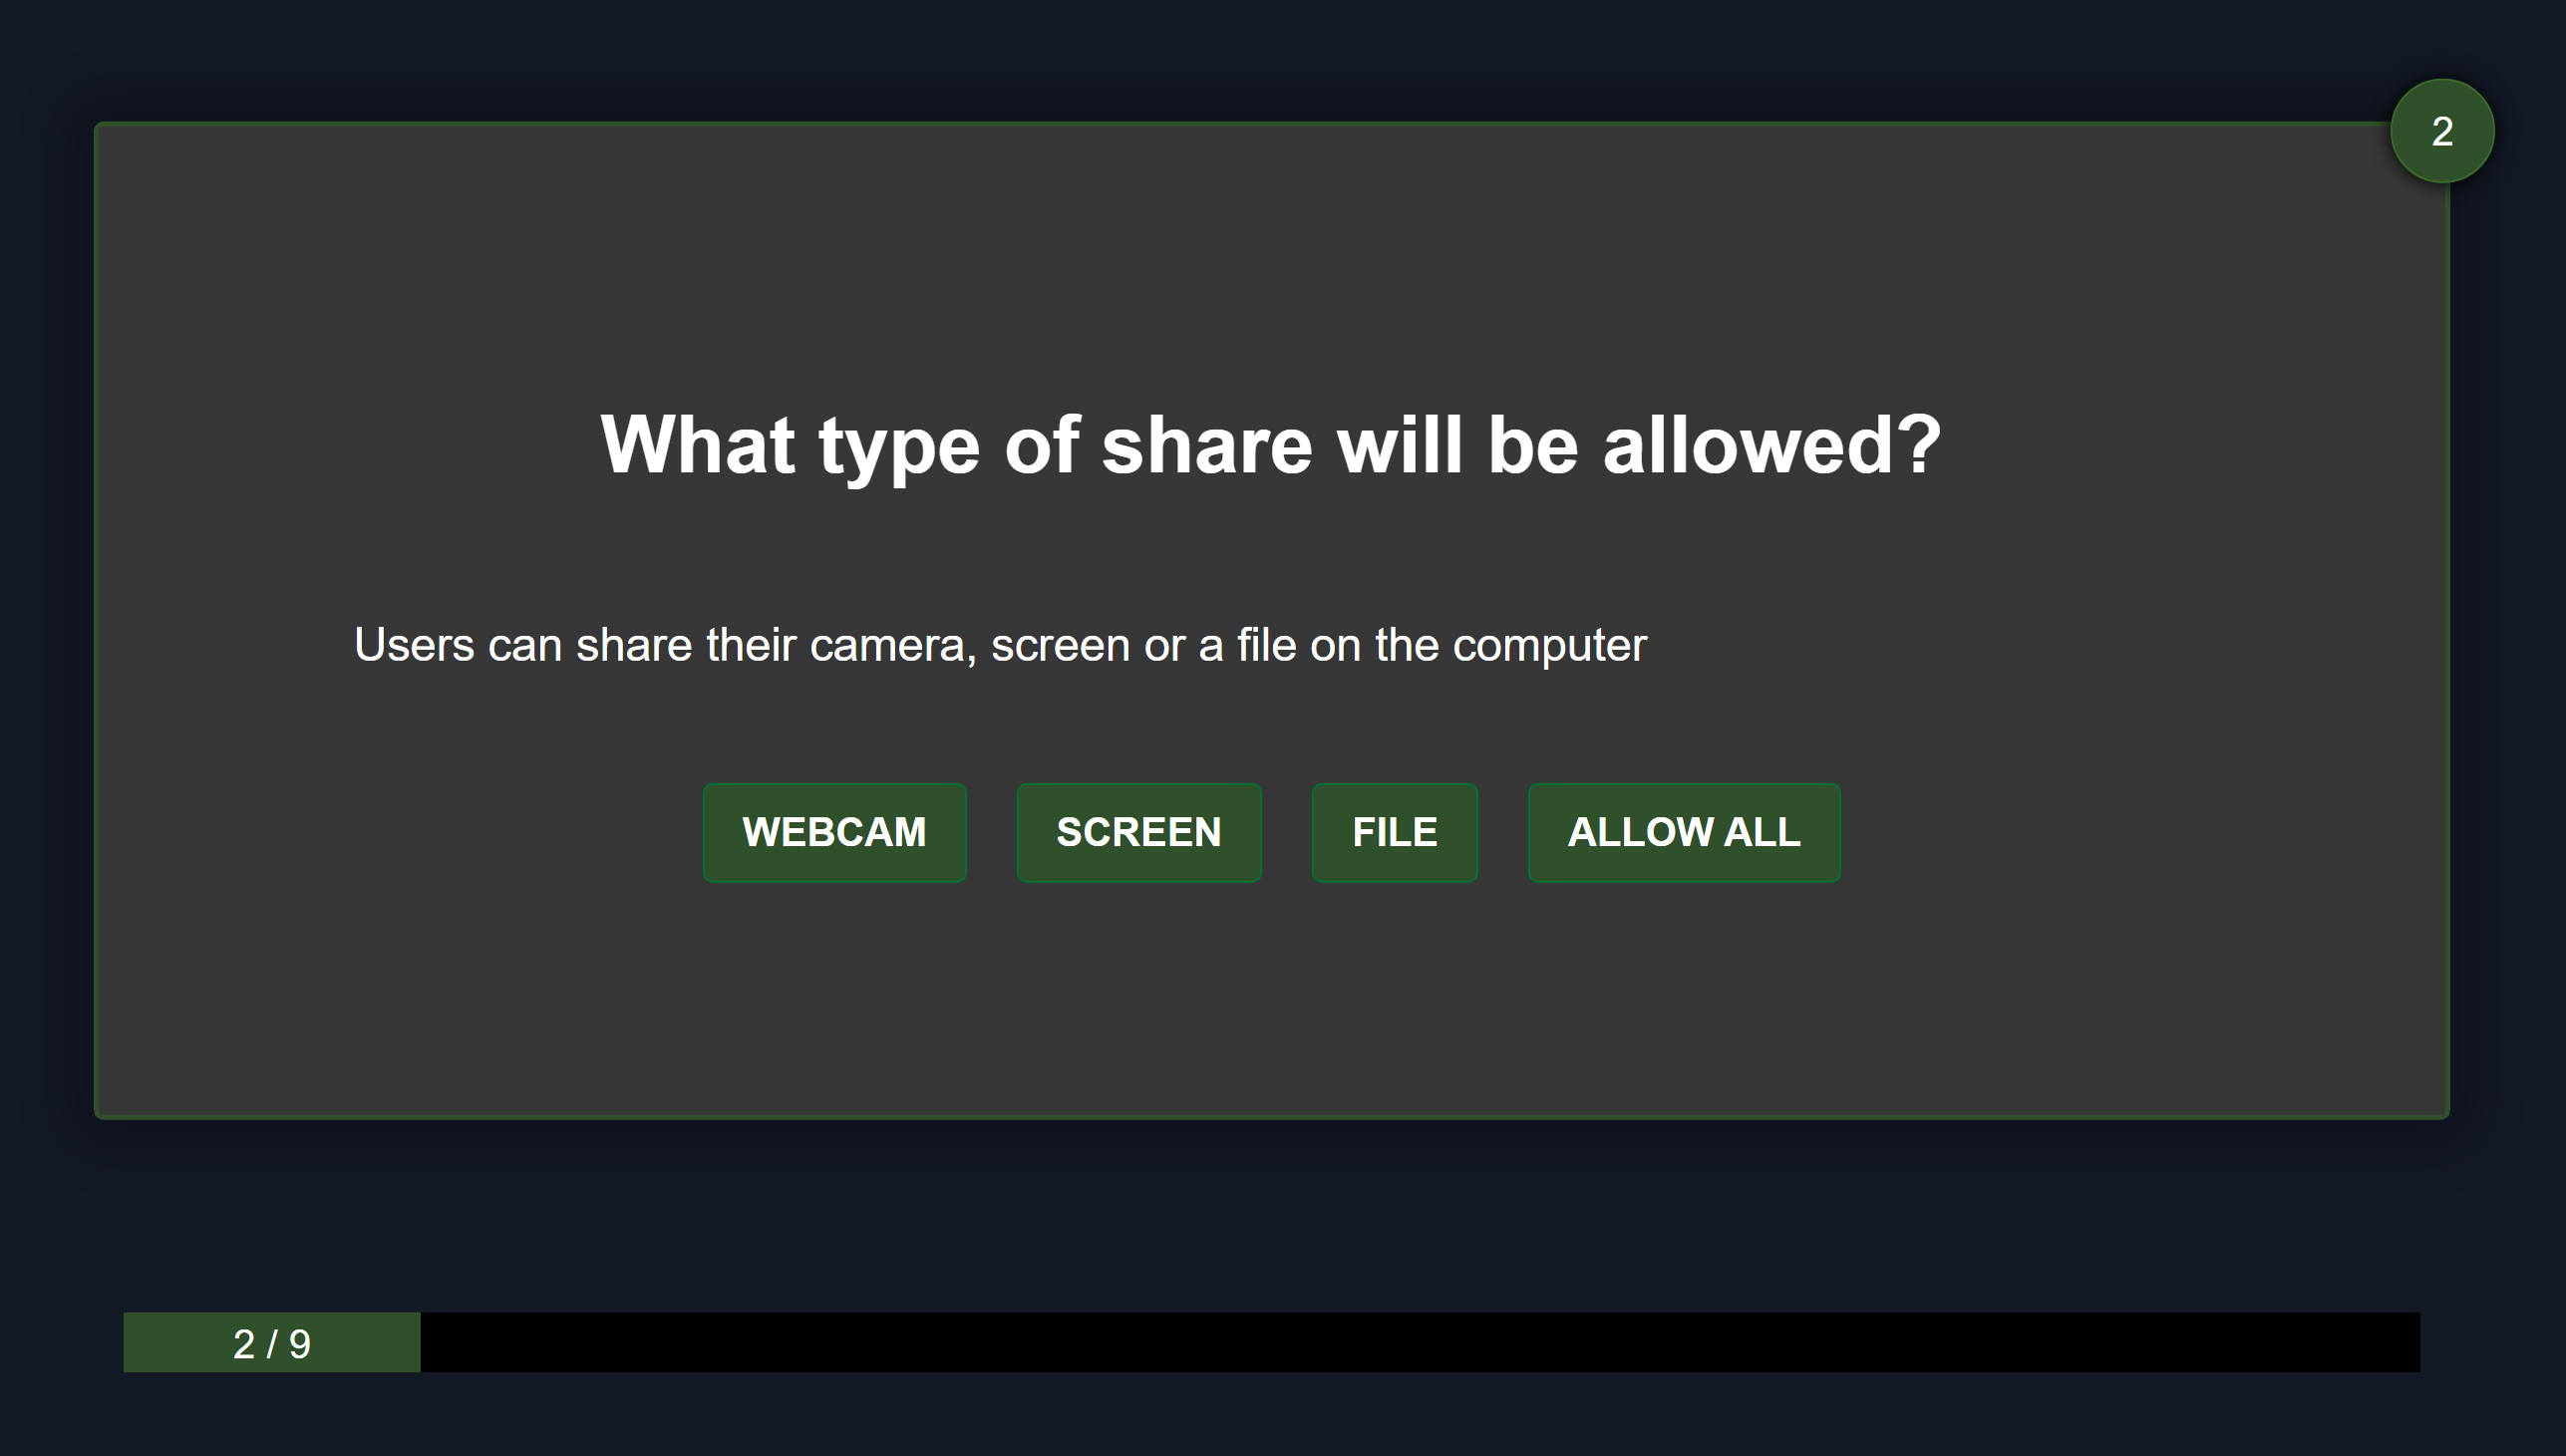 2
What type of share will be allowed?
Users can share their camera, screen or a file on the computer
WEBCAM SCREEN FILE ALLOW ALL
2 / 9